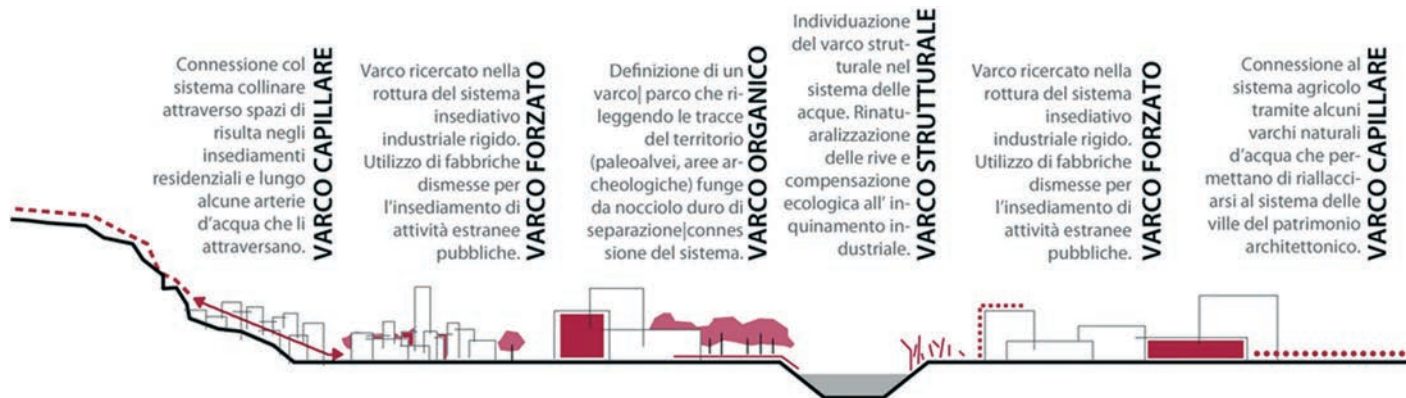 Connessione col
sistema collinare
attraverso spazi di
risulta negli
insediamenti
residenziali e lungo
alcune arterie
d'acqua che li
attraversano.
VARCO CAPILLARE
Varco ricercato nella
rottura del sistema
insediativo
industriale rigido.
Utilizzo di fabbriche
dismesse per
l'insediamento di
attività estranee
pubbliche.
VARCO FORZATO
Definizione di un
varco| parco che ri-
leggendo le tracce
del territorio
(paleoalvei, aree ar-
cheologiche) funge
da nocciolo duro di
separazione|connes
sione del sistema.
VARCO ORGANICO
Individuazione
del varco strut-
turale nel
sistema delle
acque. Rinatu-
aralizzazione
delle rive e
compensazione
ecologica all' in-
quinamento in-
dustriale.
VARCO STRUTTURALE
Varco ricercato nella
rottura del sistema
insediativo
industriale rigido.
Utilizzo di fabbriche
dismesse per
l'insediamento di
attività estranee
pubbliche.
VARCO FORZATO
Connessione al
sistema agricolo
tramite alcuni
varchi naturali
d'acqua che per-
mettano di riallacci-
arsi al sistema delle
ville del patrimonio
architettonico.
VARCO CAPILLARE